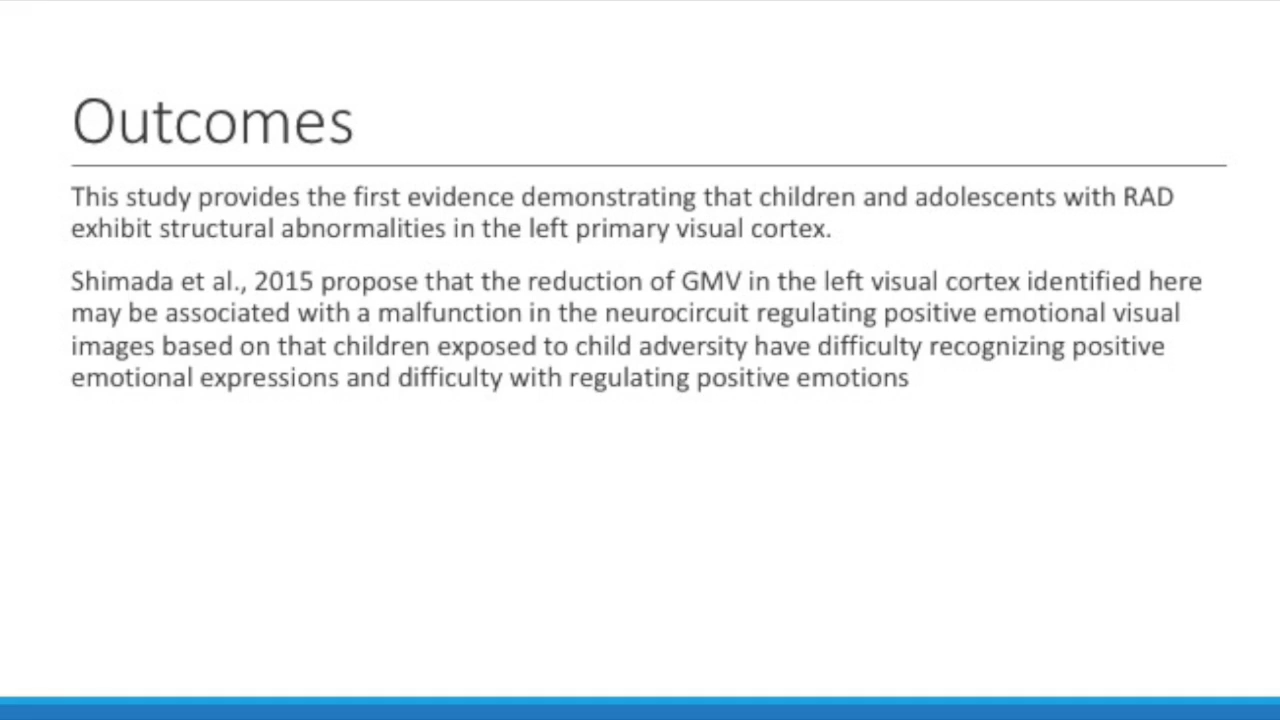 Outcomes
This study provides the first evidence demonstrating that children and adolescents with RAD
exhibit structural abnormalities in the left primary visual cortex.
Shimada et al., 2015 propose that the reduction of GMV in the left visual cortex identified here
may be associated with a malfunction in the neurocircuit regulating positive emotional visual
images based on that children exposed to child adversity have difficulty recognizing positive
emotional expressions and difficulty with regulating positive emotions